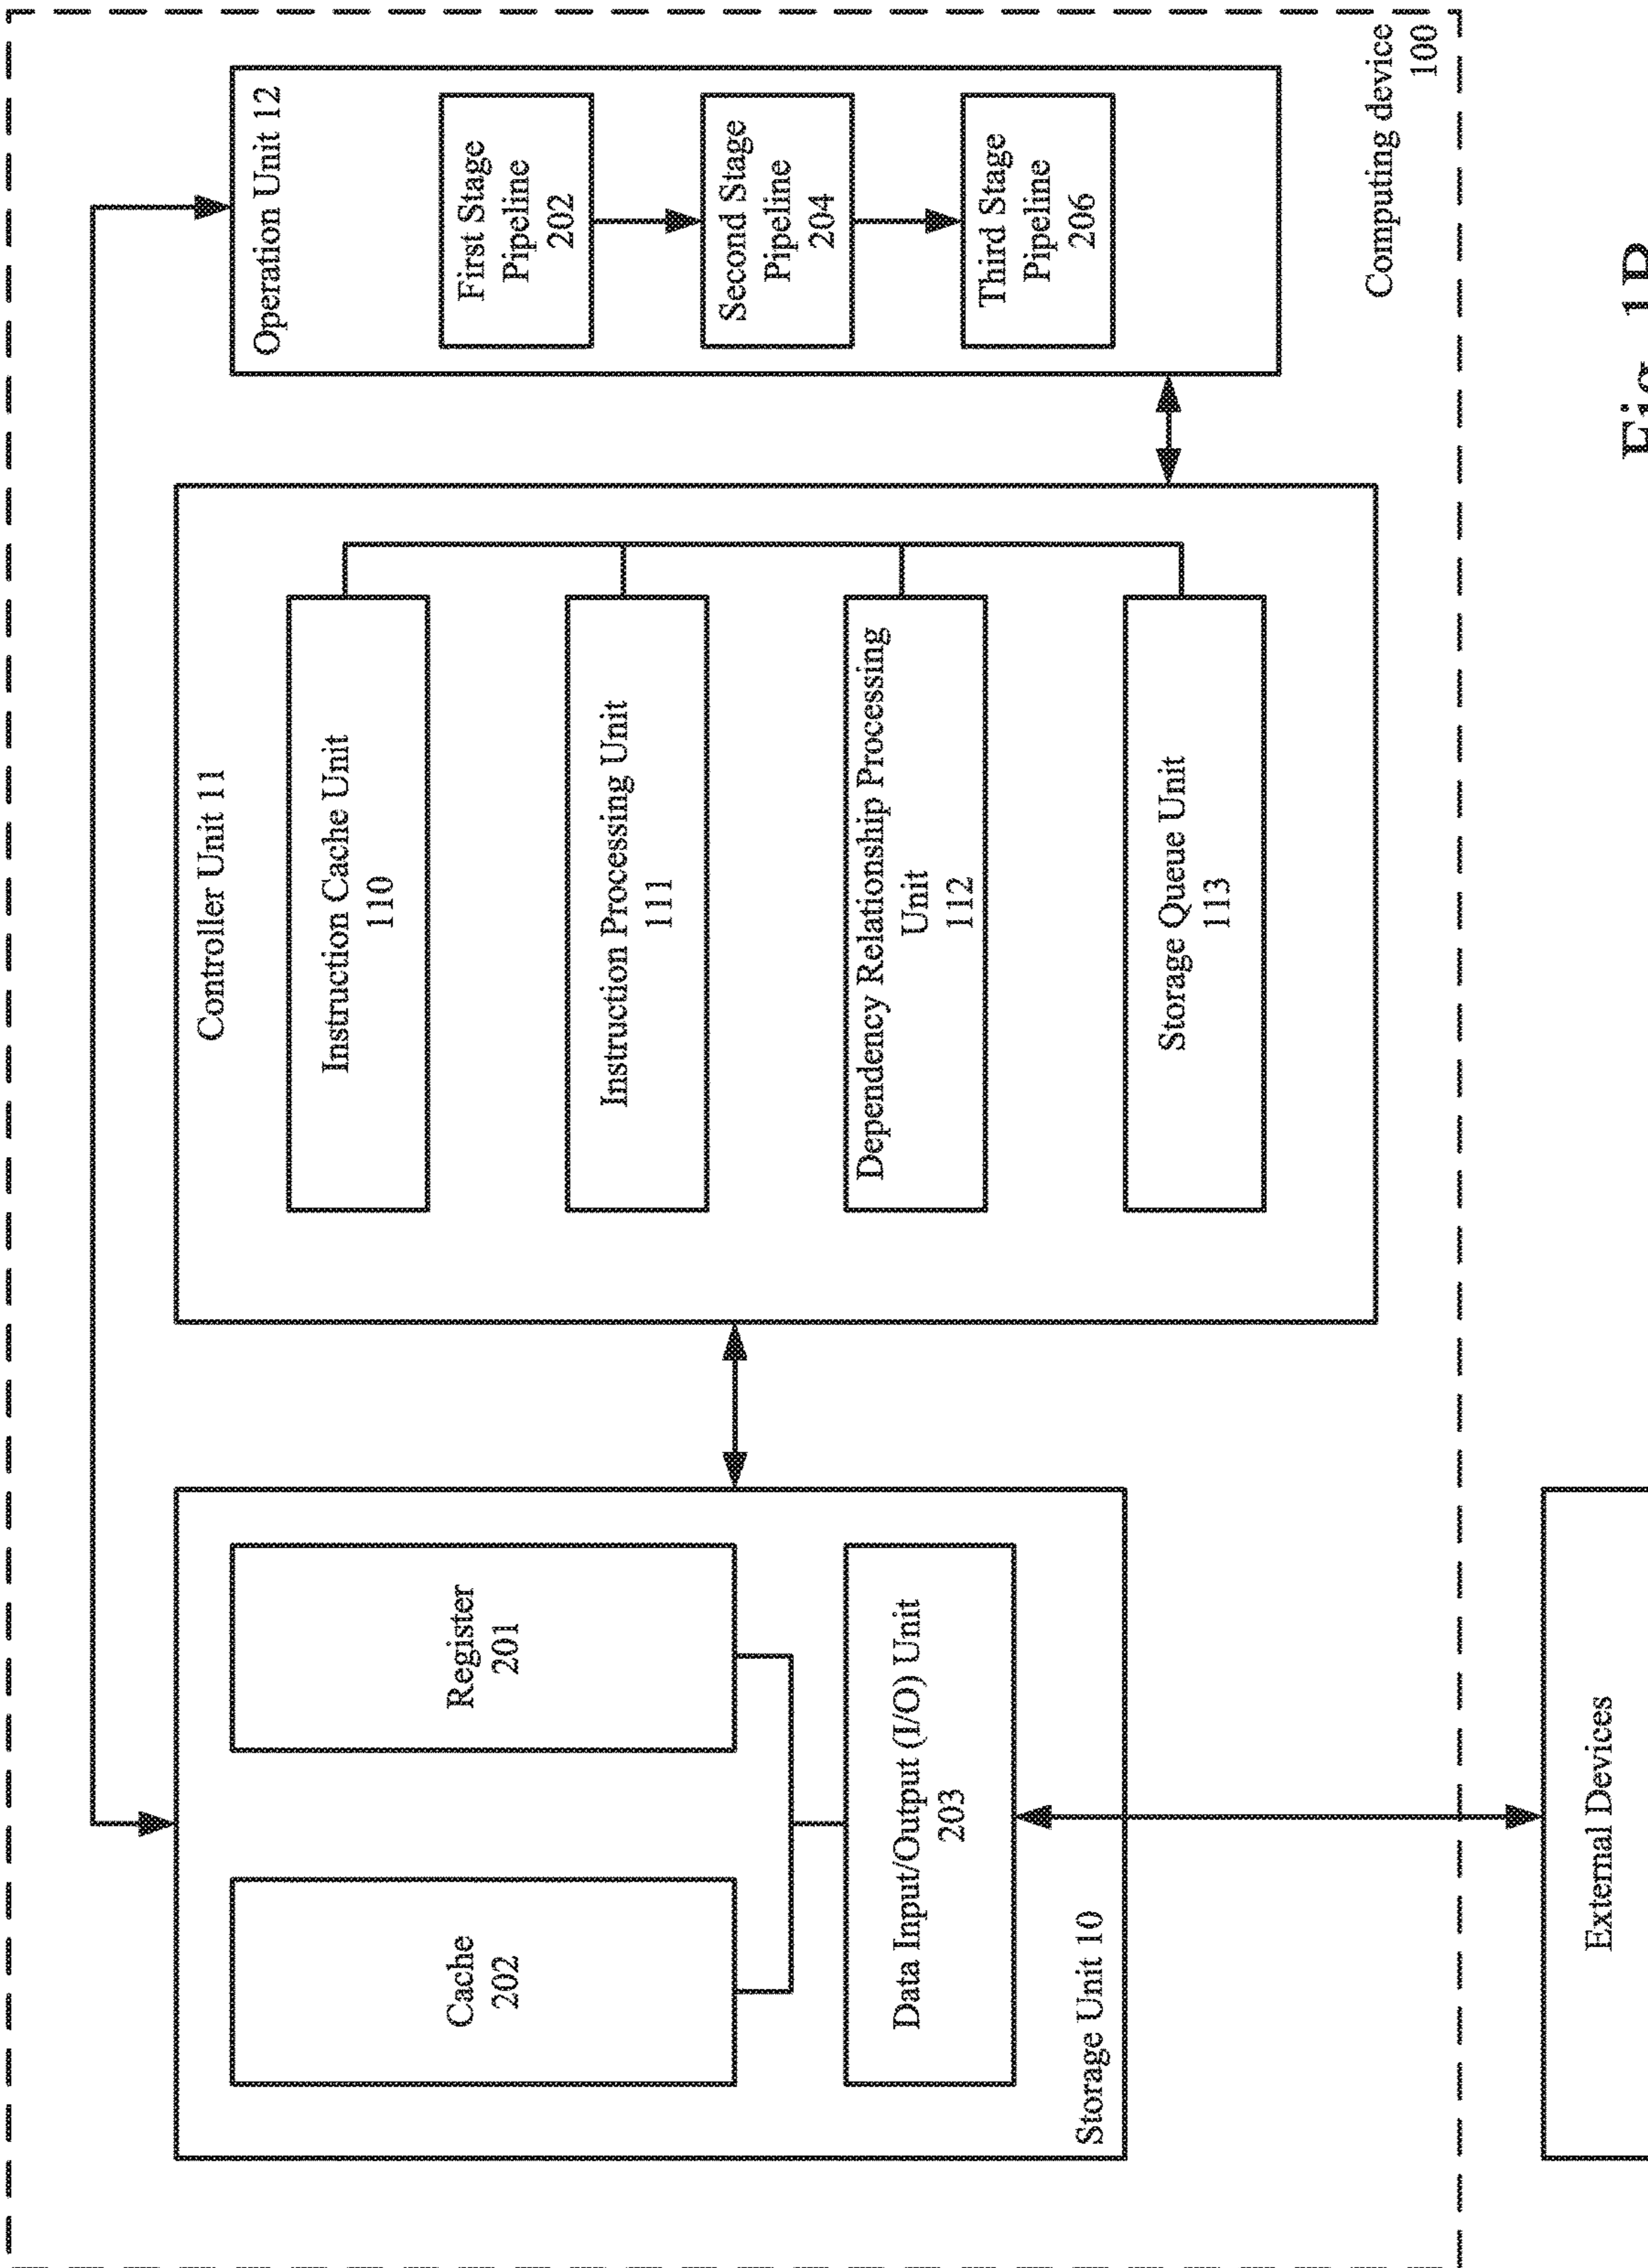 Storage Unit 10
Cache
202
Register
201
Data Input/Output (I/O) Unit
203
Controller Unit 11
Instruction Cache Unit
110
Instruction Processing Unit
111
Dependency Relationship Processing
Unit
112
Storage Queue Unit
113
Operation Unit 12
First Stage
Pipeline
202
Second Stage
Pipeline
204
Third Stage
Pipeline
206
Computing device
100
External Devices
Fig. 1B